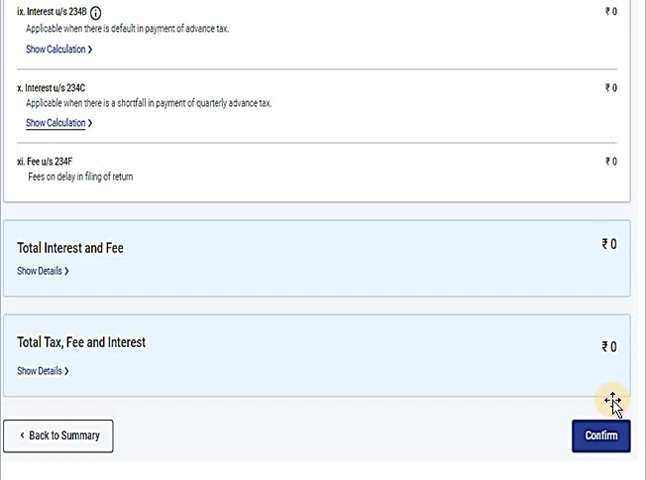 ix. Interest u/s 234B ₹ 0
Applicable when there is default in payment of advance tax.
Show Calculation >
x. Interest u/s 234C ₹ 0
Applicable when there is a shortfall in payment of quarterly advance tax.
Show Calculation >
xi. Fee u/s 234F ₹ 0
Fees on delay in filing of return
Total Interest and Fee ₹ 0
Show Details >
Total Tax, Fee and Interest ₹ 0
Show Details >
< Back to Summary Confirm